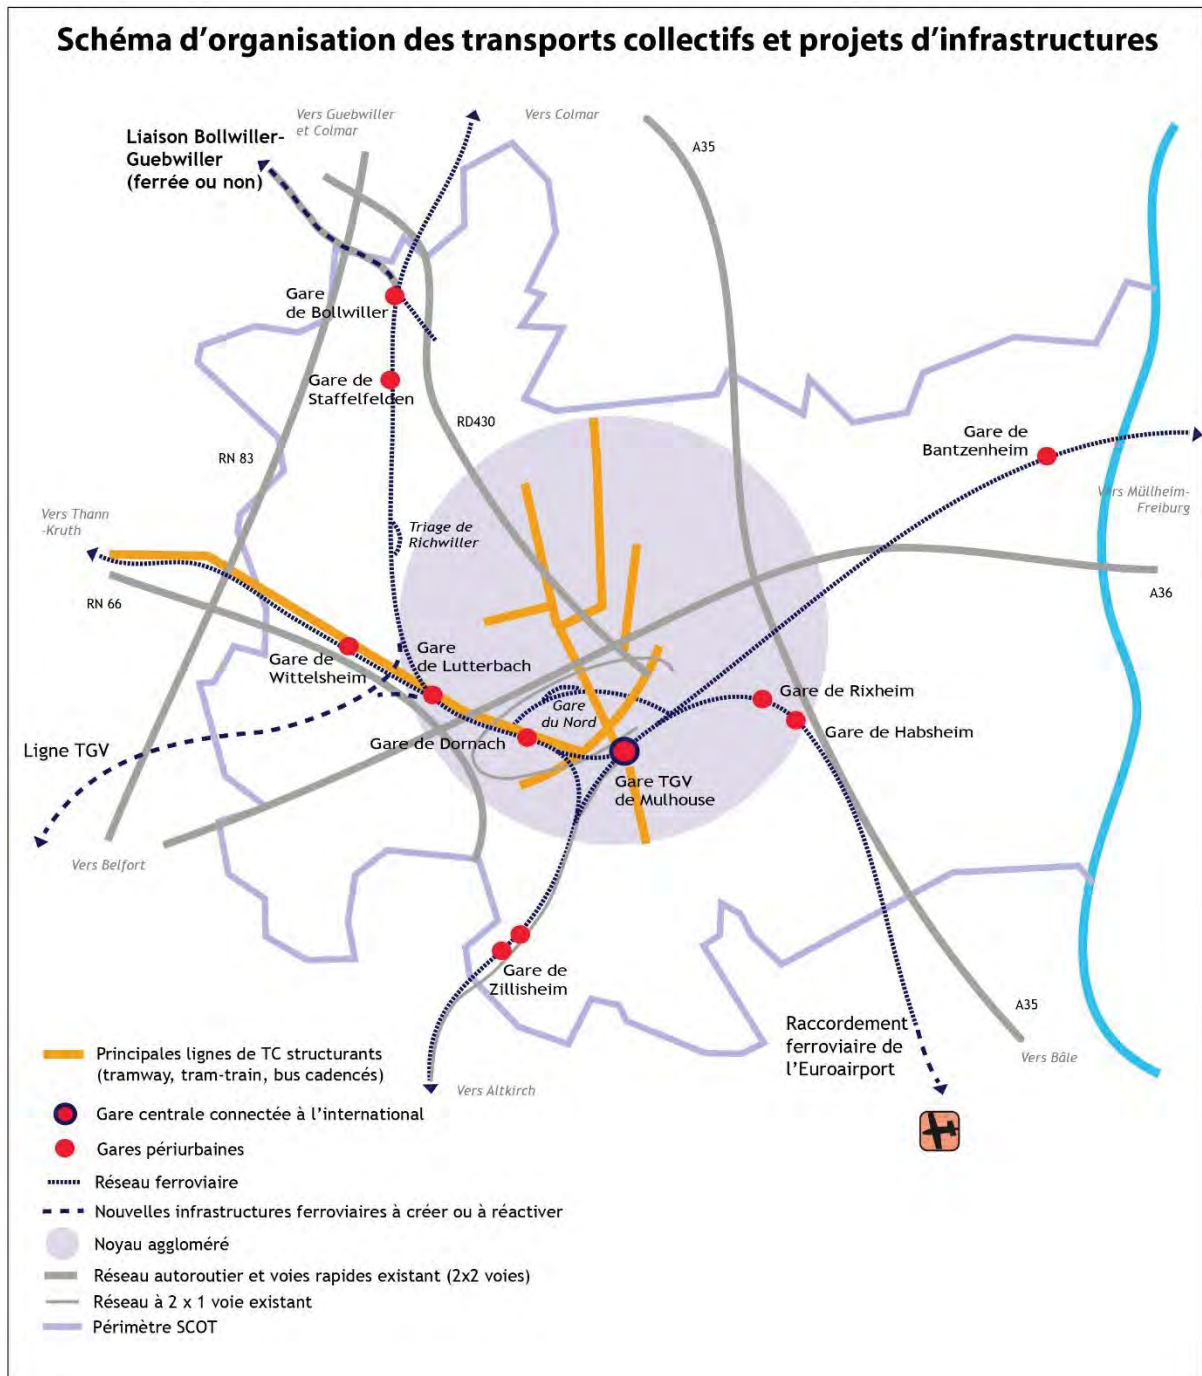 Schéma d'organisation des transports collectifs et projets d'infrastructures
Vers Guebwiller
et Colmar
Vers Colmar
Liaison Bollwiller-
Guebwiller
(ferrée ou non)
A35
Gare
de Bollwiller
Gare de
Staffelfelden
RD430
RN 83
Gare de
Bantzenheim
Vers Müllheim-
Freiburg
Vers Thann
-Kruth
Triage de
Richwiller
RN 66
A36
Gare
de Lutterbach
Gare de
Wittelsheim
Gare de Rixheim
Gare
du Nord
Gare de Habsheim
Gare de Dornach
Ligne TGV
Gare TGV
de Mulhouse
Vers Belfort
Gare de
Zillisheim
A35
Raccordement
ferroviaire de
l'Euroairport
Vers Bâle
Vers Altkirch
Principales lignes de TC structurants
(tramway, tram-train, bus cadencés)
Gare centrale connectée à l'international
Gares périurbaines
Réseau ferroviaire
Nouvelles infrastructures ferroviaires à créer ou à réactiver
Noyau aggloméré
Réseau autoroutier et voies rapides existant (2x2 voies)
Réseau à 2 x 1 voie existant
Périmètre SCOT